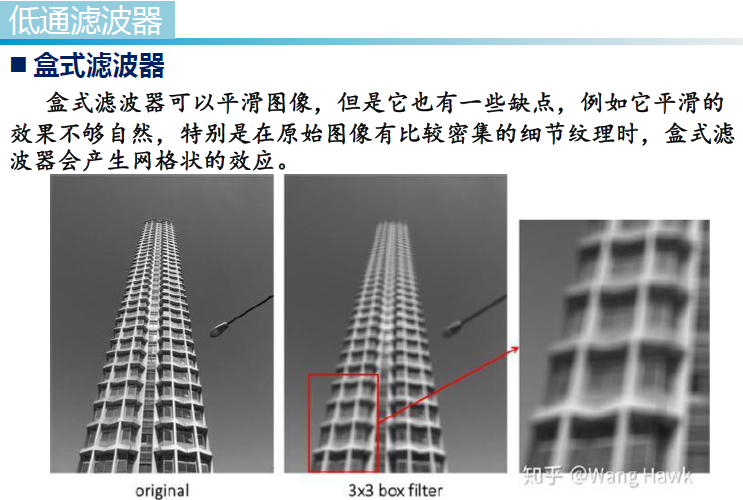 低通滤波器
盒式滤波器
盒式滤波器可以平滑图像，但是它也有一些缺点，例如它平滑的
效果不够自然，特别是在原始图像有比较密集的细节纹理时，盒式滤
波器会产生网格状的效应。
知乎 @Wang Hawk
original
3x3 box filter